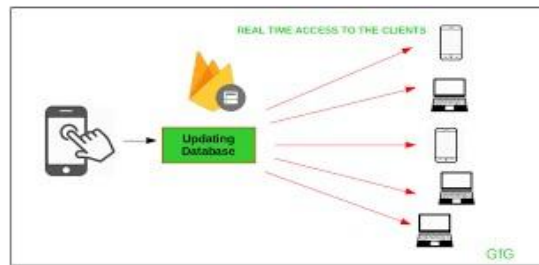 REAL TIME ACCESS TO THE CLIENTS
Updating
Database
GfG